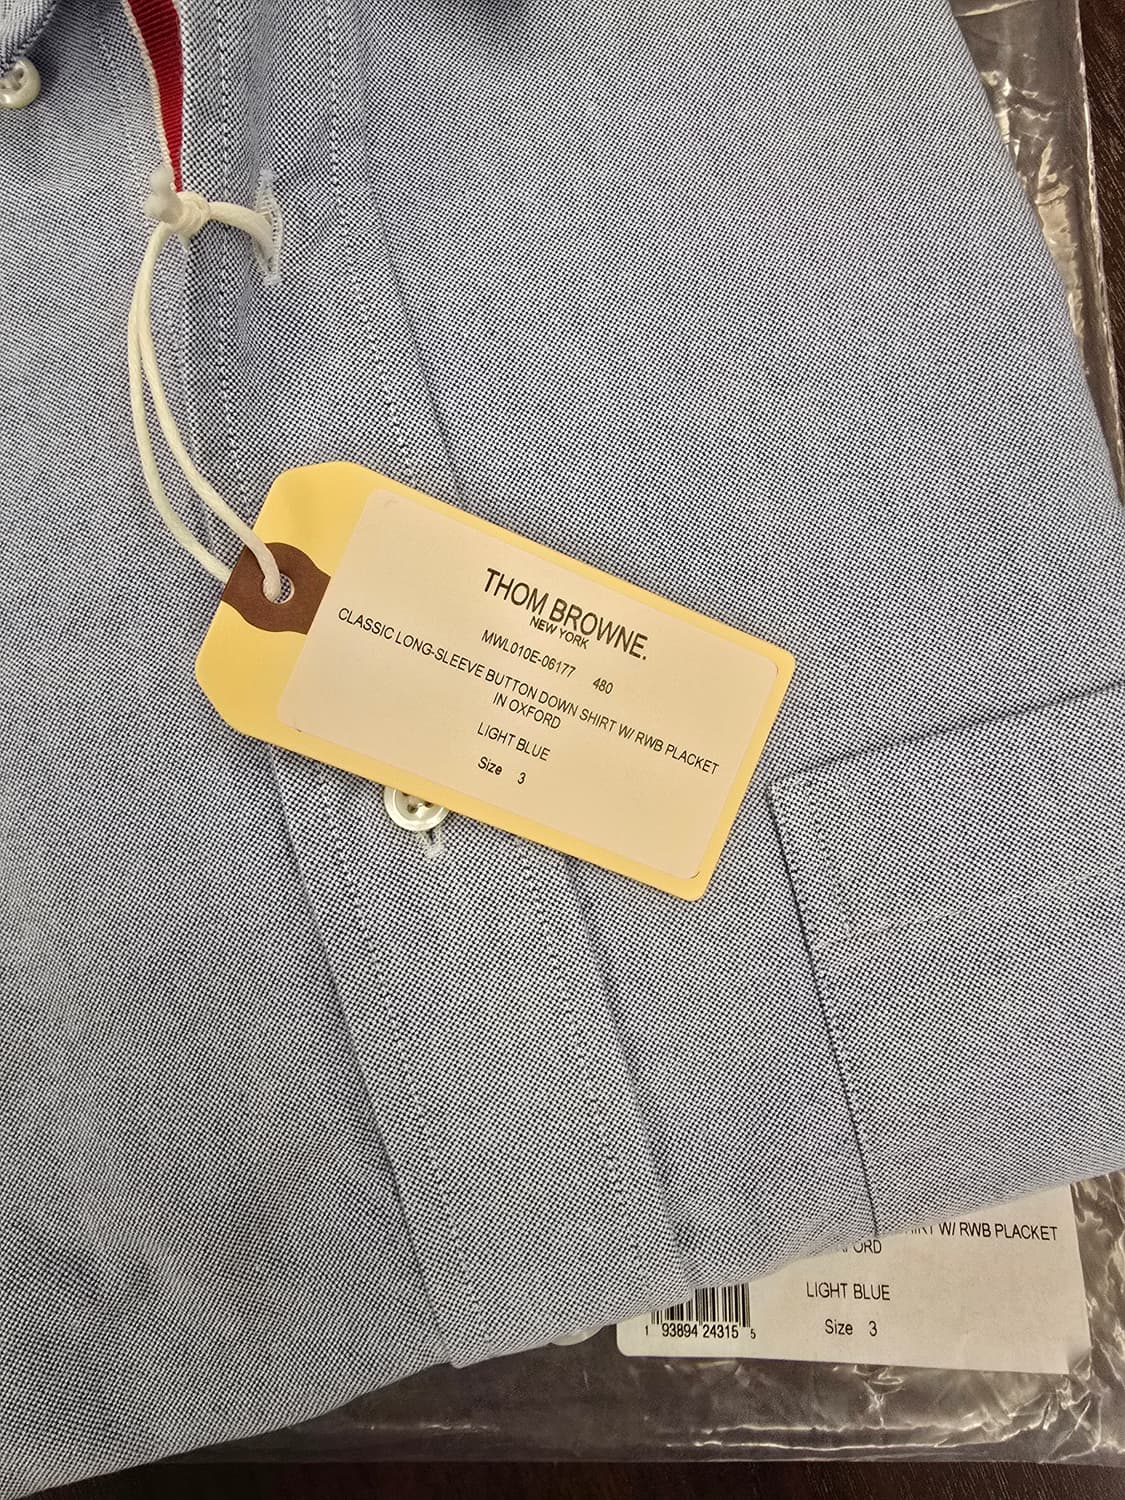 THOM BROWNE.
NEW YORK
MWL010E-06177 480
CLASSIC LONG-SLEEVE BUTTON DOWN SHIRT W/ RWB PLACKET
IN OXFORD
LIGHT BLUE
Size 3
W/ RWB PLACKET
LIGHT BLUE
Size 3
1 93894 24315 5